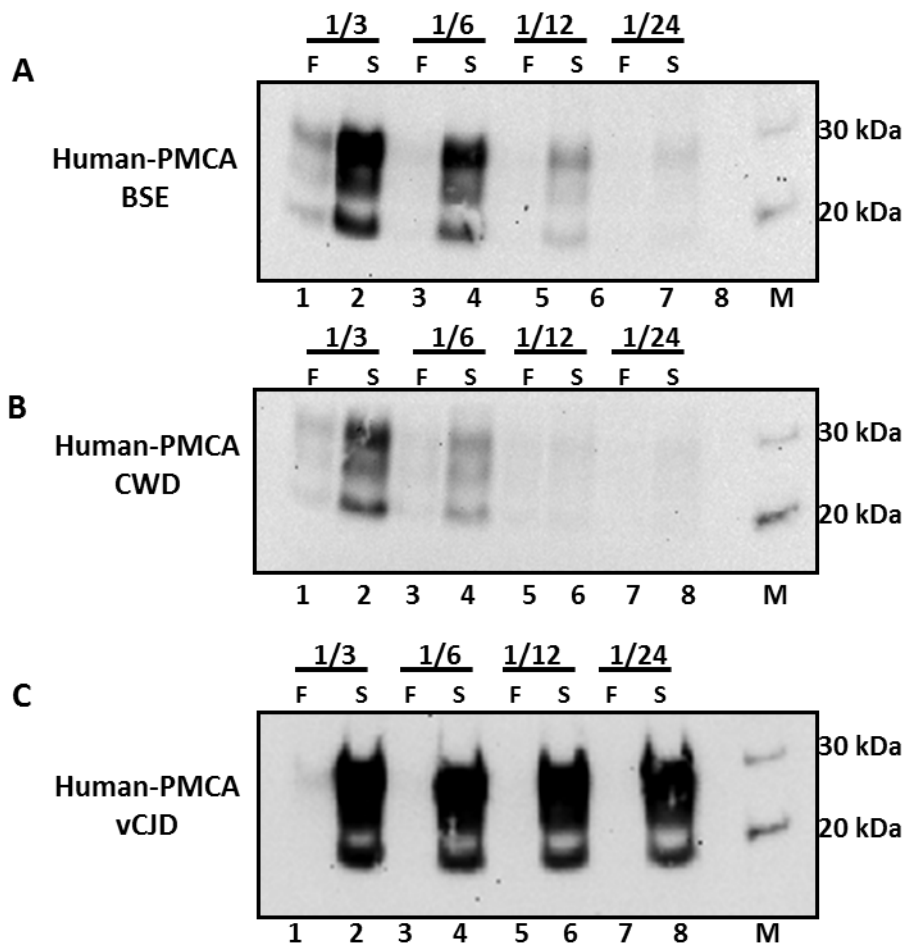 1/3 1/6 1/12 1/24
F S F S F S F S
A
30 kDa
Human-PMCA
BSE
20 kDa
1 2 3 4 5 6 7 8 M
1/3 1/6 1/12 1/24
F S F S F S F S
B
30 kDa
Human-PMCA
CWD
20 kDa
1 2 3 4 5 6 7 8 M
1/3 1/6 1/12 1/24
F S F S F S F S
C
30 kDa
Human-PMCA
vCJD
20 kDa
1 2 3 4 5 6 7 8 M